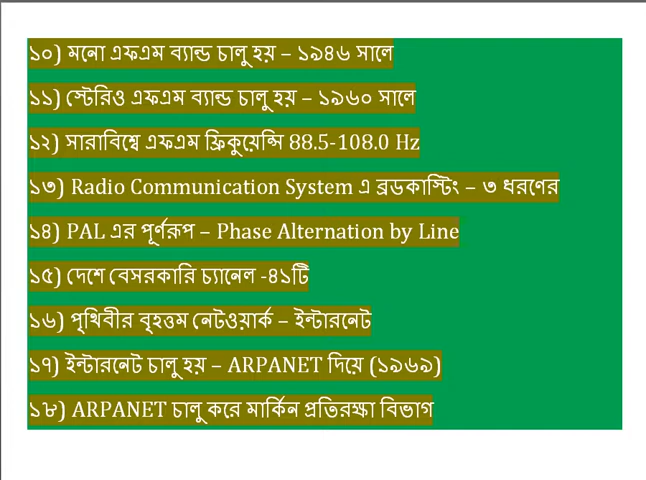 ১০) মনো এফএম ব্যান্ড চালু হয় – ১৯৪৬ সালে
১১) স্টেরিও এফএম ব্যান্ড চালু হয় – ১৯৬০ সালে
১২) সারাবিশ্বে এফএম ফ্রিকুয়েন্সি 88.5-108.0 Hz
১৩) Radio Communication System এ ব্রডকাস্টিং – ৩ ধরণের
১৪) PAL এর পূর্ণরূপ – Phase Alternation by Line
১৫) দেশে বেসরকারি চ্যানেল -৪১টি
১৬) পৃথিবীর বৃহত্তম নেটওয়ার্ক – ইন্টারনেট
১৭) ইন্টারনেট চালু হয় – ARPANET দিয়ে (১৯৬৯)
১৮) ARPANET চালু করে মার্কিন প্রতিরক্ষা বিভাগ